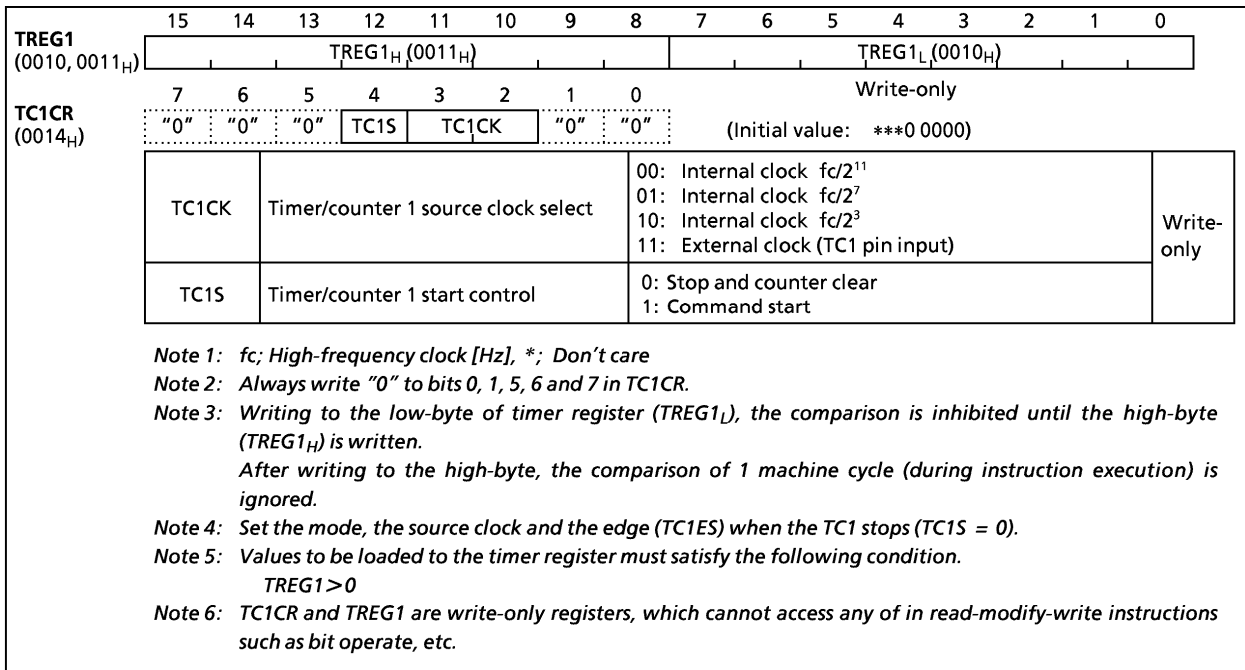 15 14 13 12 11 10 9 8 7 6 5 4 3 2 1 0
TREG1
(0010, 0011H)
TREG1H (0011H) TREG1L (0010H)
Write-only
7 6 5 4 3 2 1 0
TC1CR
(0014H)
“0” “0” “0” TC1S TC1CK “0” “0” (Initial value: ***0 0000)
TC1CK Timer/counter 1 source clock select
00: Internal clock fc/2¹¹
01: Internal clock fc/2⁷
10: Internal clock fc/2³
11: External clock (TC1 pin input)
Write-
only
TC1S Timer/counter 1 start control
0: Stop and counter clear
1: Command start
Note 1: fc; High-frequency clock [Hz], *; Don’t care
Note 2: Always write ”0” to bits 0, 1, 5, 6 and 7 in TC1CR.
Note 3: Writing to the low-byte of timer register (TREG1L), the comparison is inhibited until the high-byte
(TREG1H) is written.
After writing to the high-byte, the comparison of 1 machine cycle (during instruction execution) is
ignored.
Note 4: Set the mode, the source clock and the edge (TC1ES) when the TC1 stops (TC1S = 0).
Note 5: Values to be loaded to the timer register must satisfy the following condition.
TREG1>0
Note 6: TC1CR and TREG1 are write-only registers, which cannot access any of in read-modify-write instructions
such as bit operate, etc.